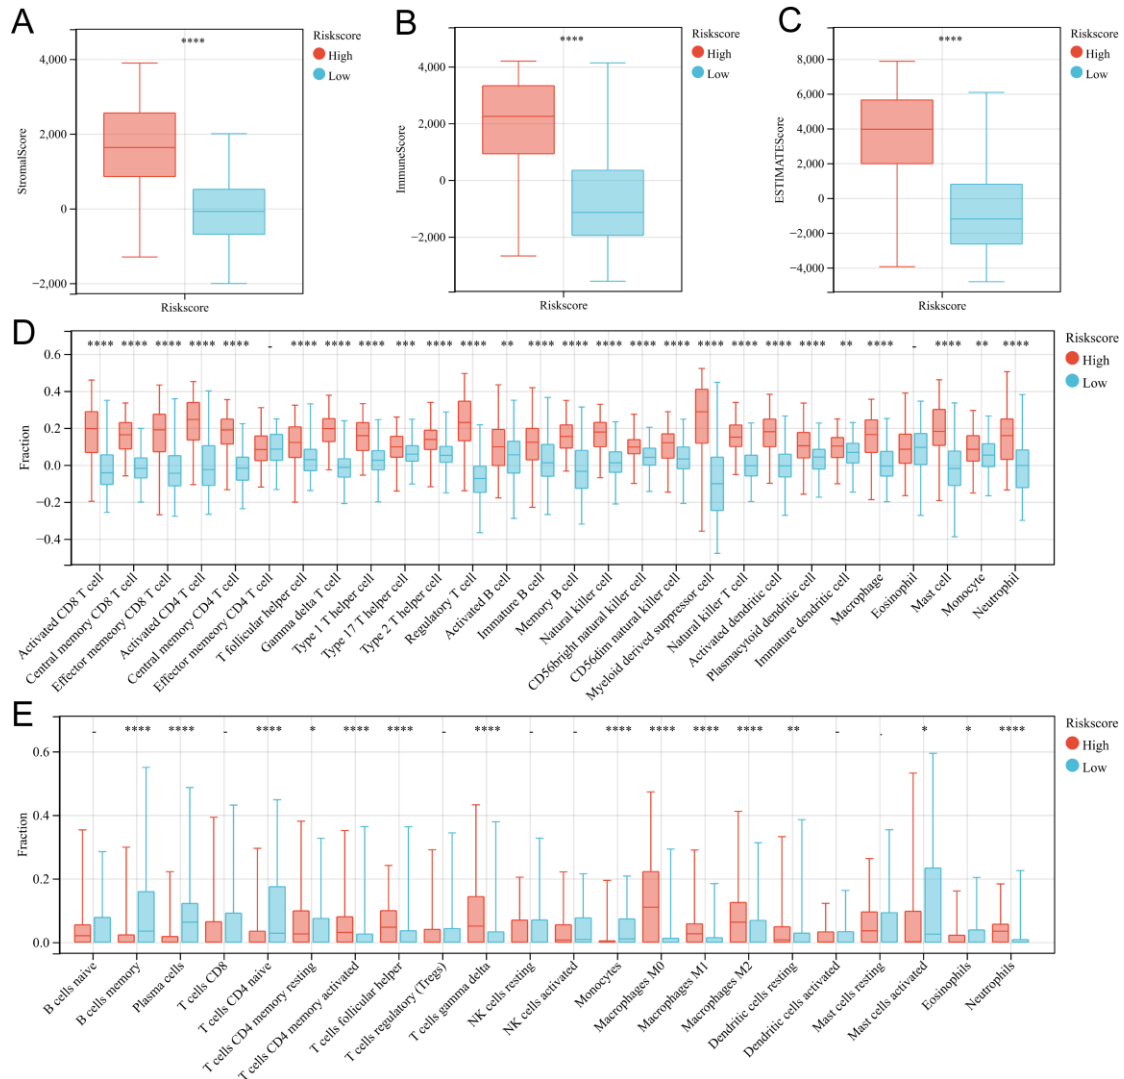 A
StromalScore
4,000
2,000
0
−2,000
****
Riskscore
Riskscore
High
Low
B
ImmuneScore
4,000
2,000
0
−2,000
****
Riskscore
Riskscore
High
Low
C
ESTIMATEScore
8,000
6,000
4,000
2,000
0
−2,000
−4,000
****
Riskscore
Riskscore
High
Low
D
Fraction
0.6
0.4
0.2
0.0
−0.2
−0.4
**** **** **** **** **** - **** **** **** *** **** **** ** **** **** **** **** **** **** **** **** **** ** **** - **** ** ****
Activated CD8 T cell
Central memory CD8 T cell
Effector memory CD8 T cell
Activated CD4 T cell
Central memory CD4 T cell
Effector memory CD4 T cell
T follicular helper cell
Gamma delta T cell
Type 1 T helper cell
Type 17 T helper cell
Type 2 T helper cell
Regulatory T cell
Activated B cell
Immature B cell
Memory B cell
Natural killer cell
CD56bright natural killer cell
CD56dim natural killer cell
Myeloid derived suppressor cell
Natural killer T cell
Activated dendritic cell
Plasmacytoid dendritic cell
Immature dendritic cell
Macrophage
Eosinophil
Mast cell
Monocyte
Neutrophil
Riskscore
High
Low
E
Fraction
0.6
0.4
0.2
0.0
- **** **** - **** * **** **** - **** - - **** **** **** **** ** - . * * ****
B cells naive
B cells memory
Plasma cells
T cells CD8
T cells CD4 naive
T cells CD4 memory resting
T cells CD4 memory activated
T cells follicular helper
T cells regulatory (Tregs)
T cells gamma delta
NK cells resting
NK cells activated
Monocytes
Macrophages M0
Macrophages M1
Macrophages M2
Dendritic cells resting
Dendritic cells activated
Mast cells resting
Mast cells activated
Eosinophils
Neutrophils
Riskscore
High
Low